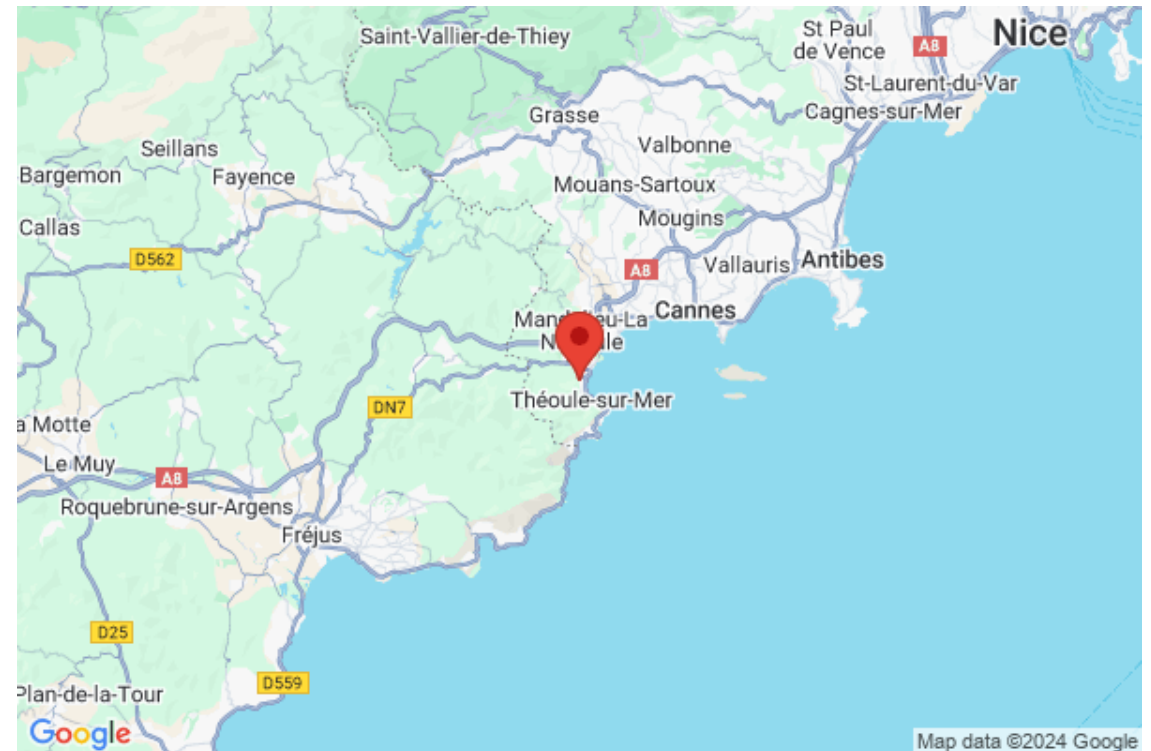 Saint-Vallier-de-Thiey
St Paul
de Vence
A8
Nice
St-Laurent-du-Var
Cagnes-sur-Mer
Grasse
Valbonne
Seillans
Bargemon
Fayence
Mouans-Sartoux
Callas
Mougins
D562
A8
Vallauris
Antibes
Cannes
La
DN7
Théoule-sur-Mer
a Motte
Le Muy
A8
Roquebrune-sur-Argens
Fréjus
D25
D559
Plan-de-la-Tour
Google
Map data ©2024 Google